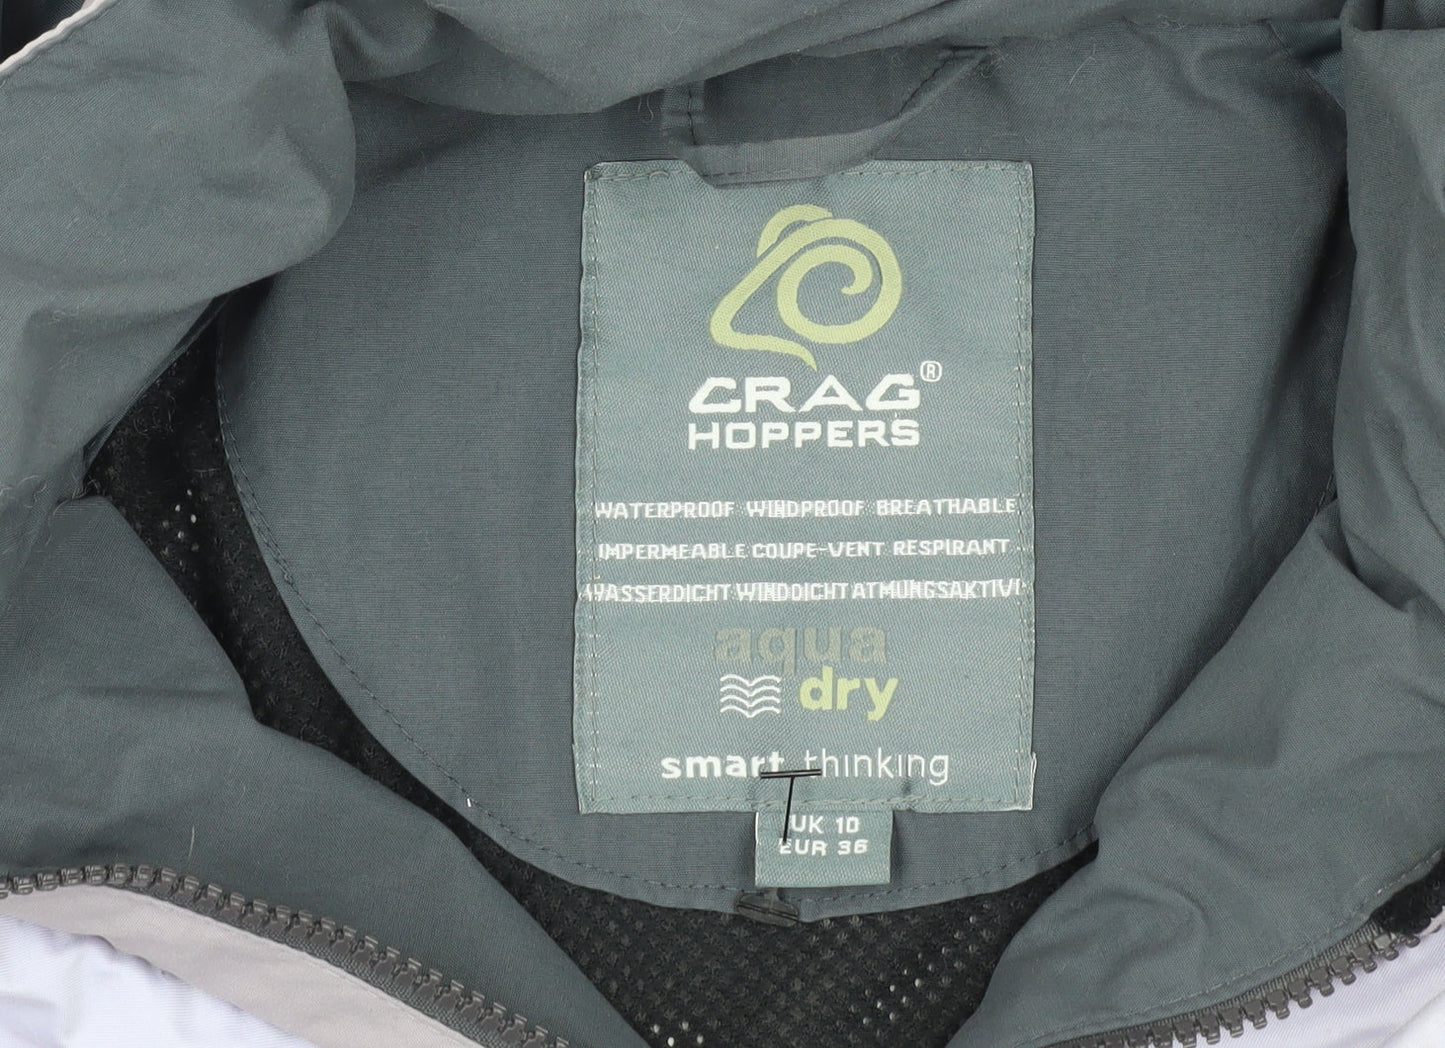 CRAG®
HOPPERS
WATERPROOF WINDPROOF BREATHABLE
IMPERMEABLE COUPE-VENT RESPIRANT
WASSERDICHT WINDDICHT ATMUNGSAKTIV
aqua
dry
smart thinking
UK 10
EUR 36